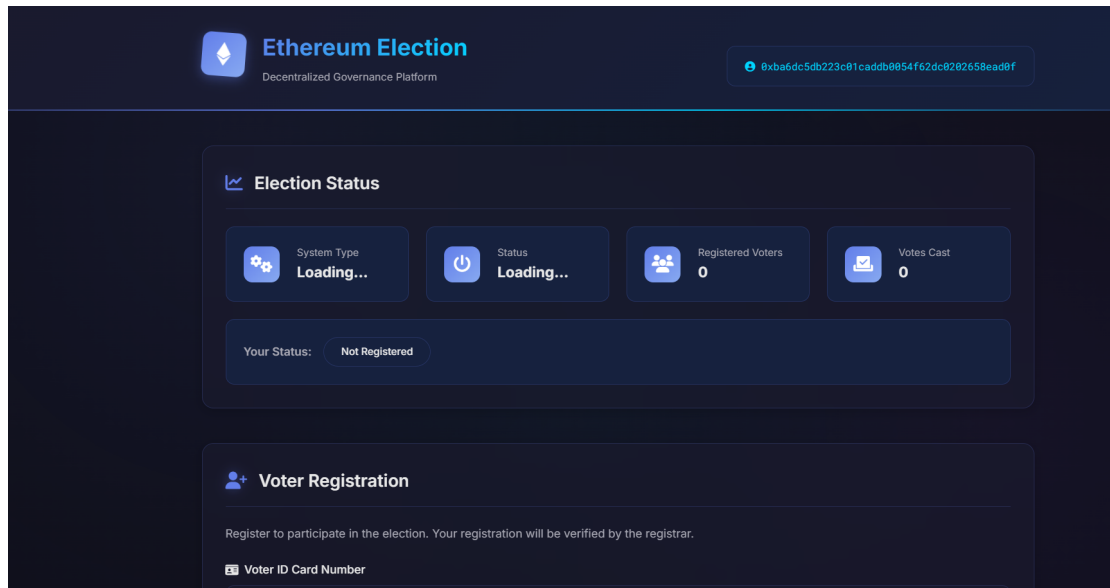 Ethereum Election
Decentralized Governance Platform
0xba6dc5db223c01caddb0054f62dc0202658ead0f
Election Status
System Type
Loading...
Status
Loading...
Registered Voters
0
Votes Cast
0
Your Status: Not Registered
Voter Registration
Register to participate in the election. Your registration will be verified by the registrar.
Voter ID Card Number